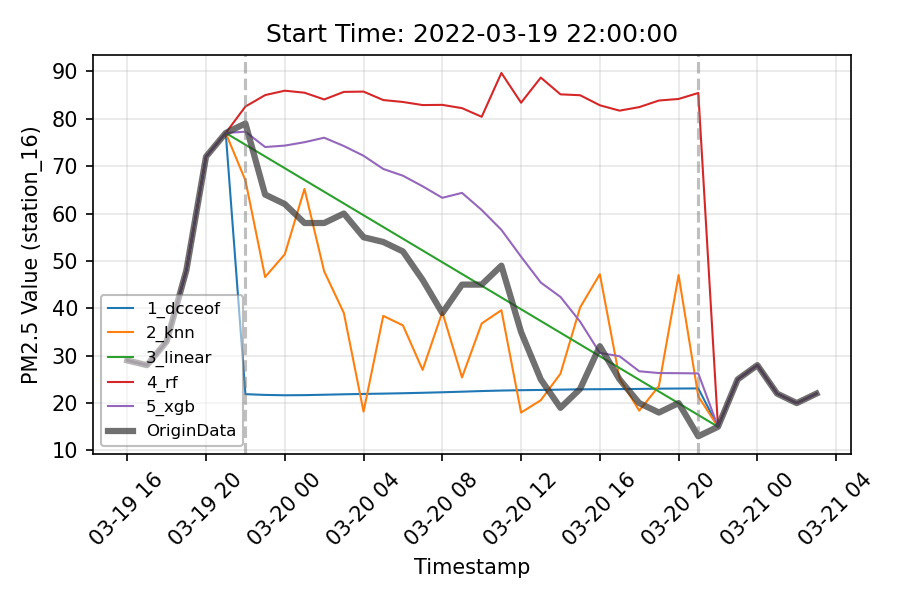 Start Time: 2022-03-19 22:00:00
PM2.5 Value (station_16)
90
80
70
60
50
40
30
20
10
1_dcceof
2_knn
3_linear
4_rf
5_xgb
OriginData
03-19 16
03-19 20
03-20 00
03-20 04
03-20 08
03-20 12
03-20 16
03-20 20
03-21 00
03-21 04
Timestamp